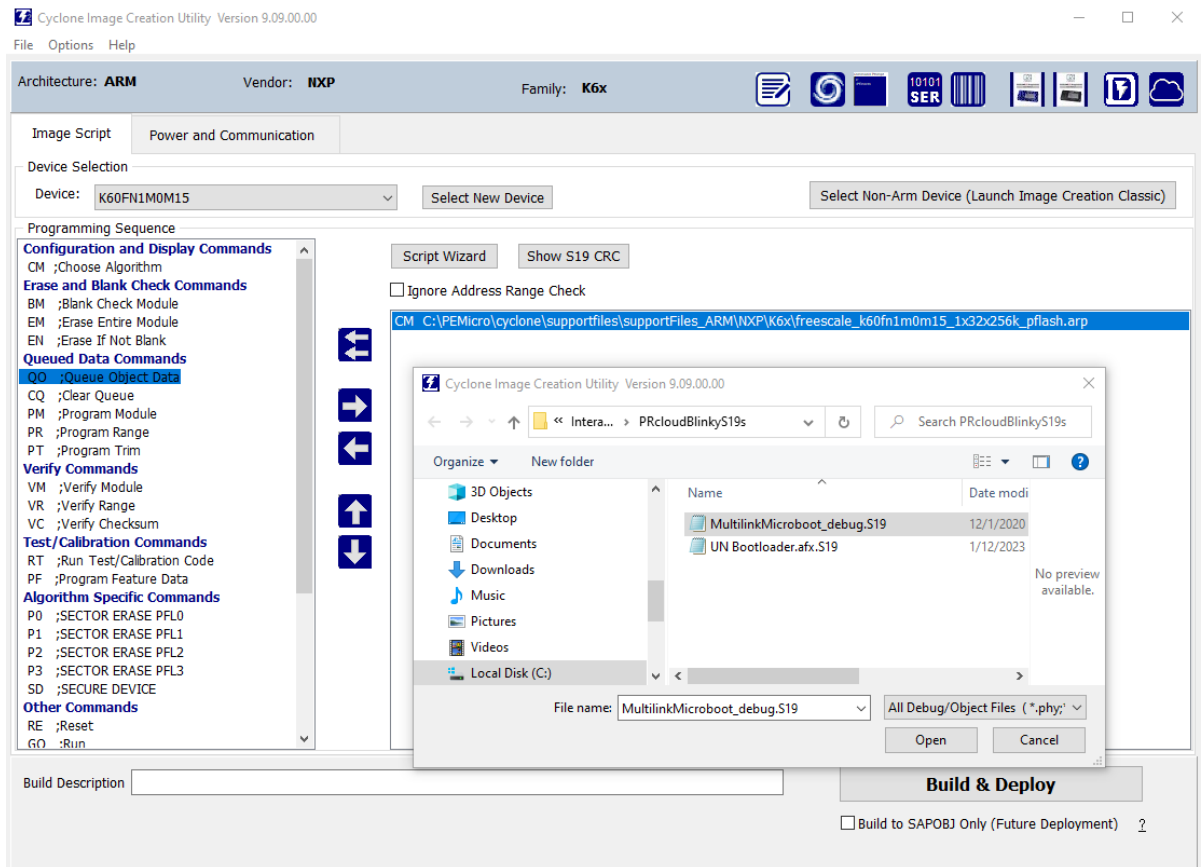 Cyclone Image Creation Utility Version 9.09.00.00
File Options Help
Architecture: ARM Vendor: NXP Family: K6x
10101
SER
Image Script Power and Communication
Device Selection
Device: K60FN1M0M15 Select New Device Select Non-Arm Device (Launch Image Creation Classic)
Programming Sequence
Configuration and Display Commands
CM ;Choose Algorithm
Erase and Blank Check Commands
BM ;Blank Check Module
EM ;Erase Entire Module
EN ;Erase If Not Blank
Queued Data Commands
QO ;Queue Object Data
CQ ;Clear Queue
PM ;Program Module
PR ;Program Range
PT ;Program Trim
Verify Commands
VM ;Verify Module
VR ;Verify Range
VC ;Verify Checksum
Test/Calibration Commands
RT ;Run Test/Calibration Code
PF ;Program Feature Data
Algorithm Specific Commands
P0 ;SECTOR ERASE PFL0
P1 ;SECTOR ERASE PFL1
P2 ;SECTOR ERASE PFL2
P3 ;SECTOR ERASE PFL3
SD ;SECURE DEVICE
Other Commands
RE ;Reset
GO ;Run
Script Wizard Show S19 CRC
Ignore Address Range Check
CM C:\PEMicro\cyclone\supportfiles\supportFiles_ARM\NXP\K6x\freescale_k60fn1m0m15_1x32x256k_pflash.arp
Cyclone Image Creation Utility Version 9.09.00.00
« Intera... > PRcloudBlinkyS19s Search PRcloudBlinkyS19s
Organize New folder
3D Objects
Desktop
Documents
Downloads
Music
Pictures
Videos
Local Disk (C:)
Name Date modi
MultilinkMicroboot_debug.S19 12/1/2020
UN Bootloader.afx.S19 1/12/2023
No preview
available.
File name: MultilinkMicroboot_debug.S19 All Debug/Object Files (*.phy;'
Open Cancel
Build Description
Build & Deploy
Build to SAPOBJ Only (Future Deployment) ?